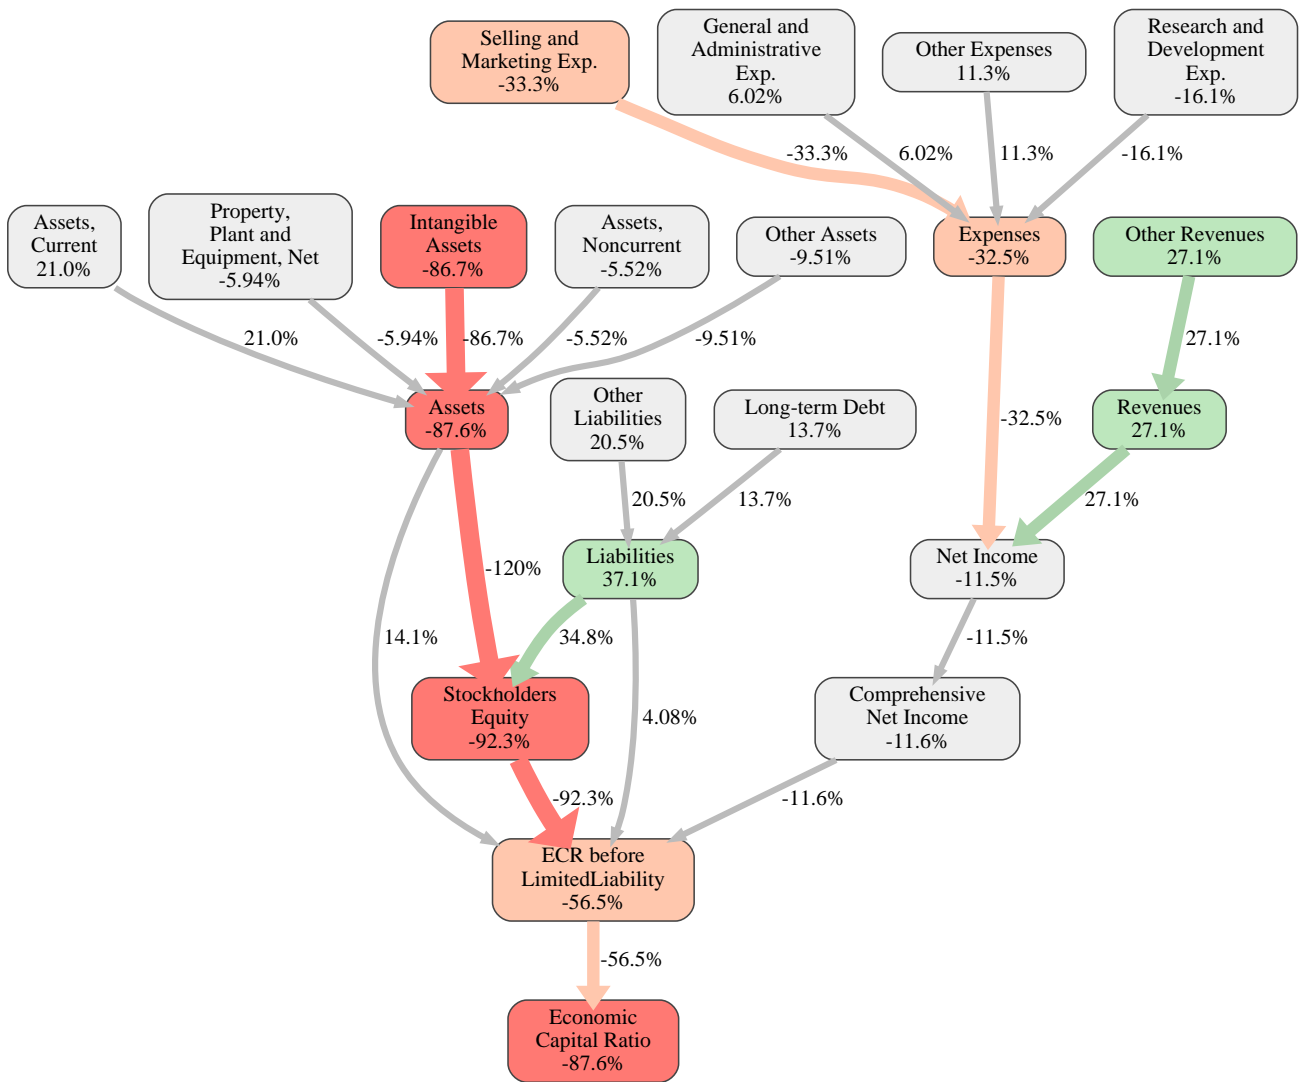 Selling and
Marketing Exp.
-33.3%
General and
Administrative
Exp.
6.02%
Other Expenses
11.3%
Research and
Development
Exp.
-16.1%
-33.3%
6.02%
11.3%
-16.1%
Assets,
Current
21.0%
Property,
Plant and
Equipment, Net
-5.94%
Intangible
Assets
-86.7%
Assets,
Noncurrent
-5.52%
Other Assets
-9.51%
Expenses
-32.5%
Other Revenues
27.1%
21.0%
-5.94%
-86.7%
-5.52%
-9.51%
27.1%
Assets
-87.6%
Other
Liabilities
20.5%
Long-term Debt
13.7%
-32.5%
Revenues
27.1%
20.5%
13.7%
27.1%
-120%
Liabilities
37.1%
Net Income
-11.5%
14.1%
34.8%
-11.5%
Stockholders
Equity
-92.3%
4.08%
Comprehensive
Net Income
-11.6%
-92.3%
-11.6%
ECR before
LimitedLiability
-56.5%
-56.5%
Economic
Capital Ratio
-87.6%